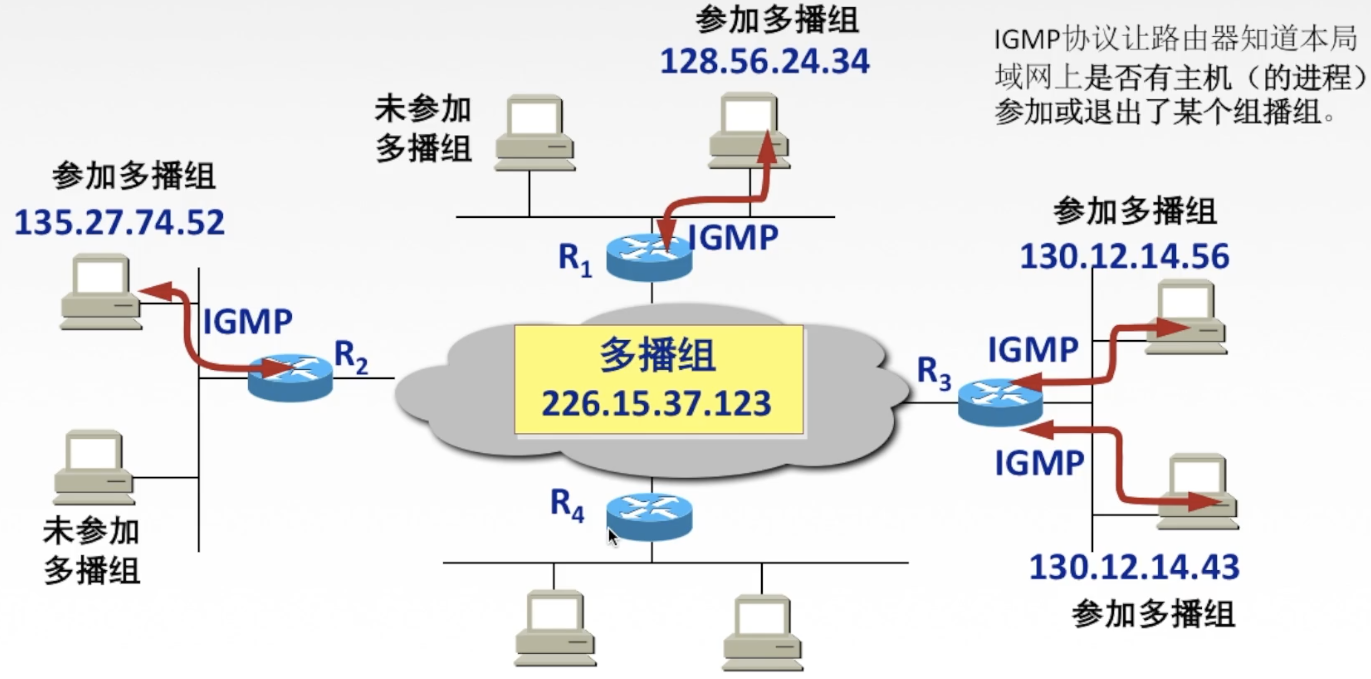 参加多播组
128.56.24.34
IGMP协议让路由器知道本局
域网上是否有主机（的进程）
参加或退出了某个组播组。
未参加
多播组
参加多播组
135.27.74.52
参加多播组
130.12.14.56
IGMP
R1
IGMP
R2
多播组
226.15.37.123
IGMP
R3
IGMP
R4
未参加
多播组
130.12.14.43
参加多播组